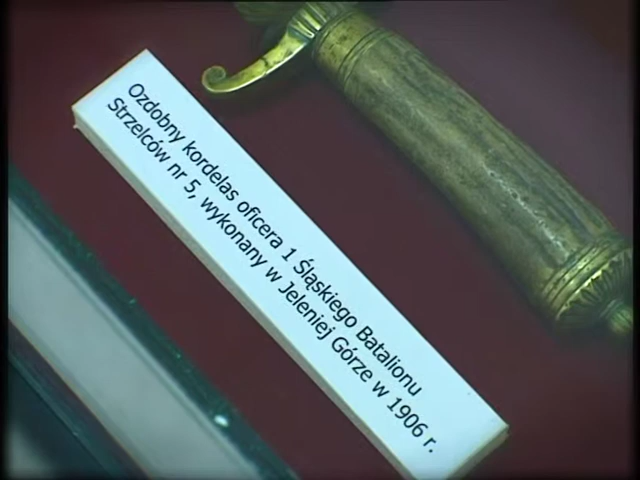 Ozdobny kordelas oficera 1 Śląskiego Batalionu
Strzelców nr 5, wykonany w Jeleniej Górze w 1906 r.